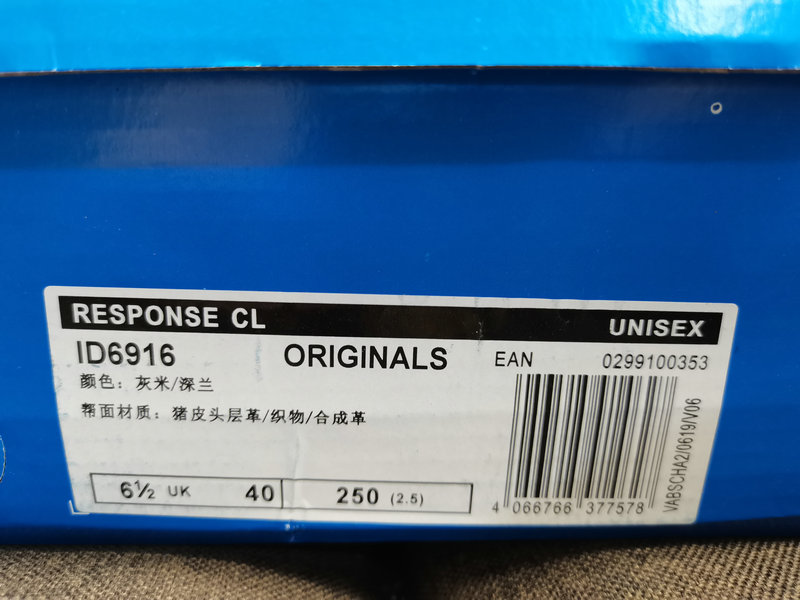 RESPONSE CL UNISEX
ID6916 ORIGINALS EAN 0299100353
颜色：灰米/深兰
帮面材质：猪皮头层革/织物/合成革
6½ UK 40 250 (2.5)
4 066766 377578
VABSCHA2/0619/V06